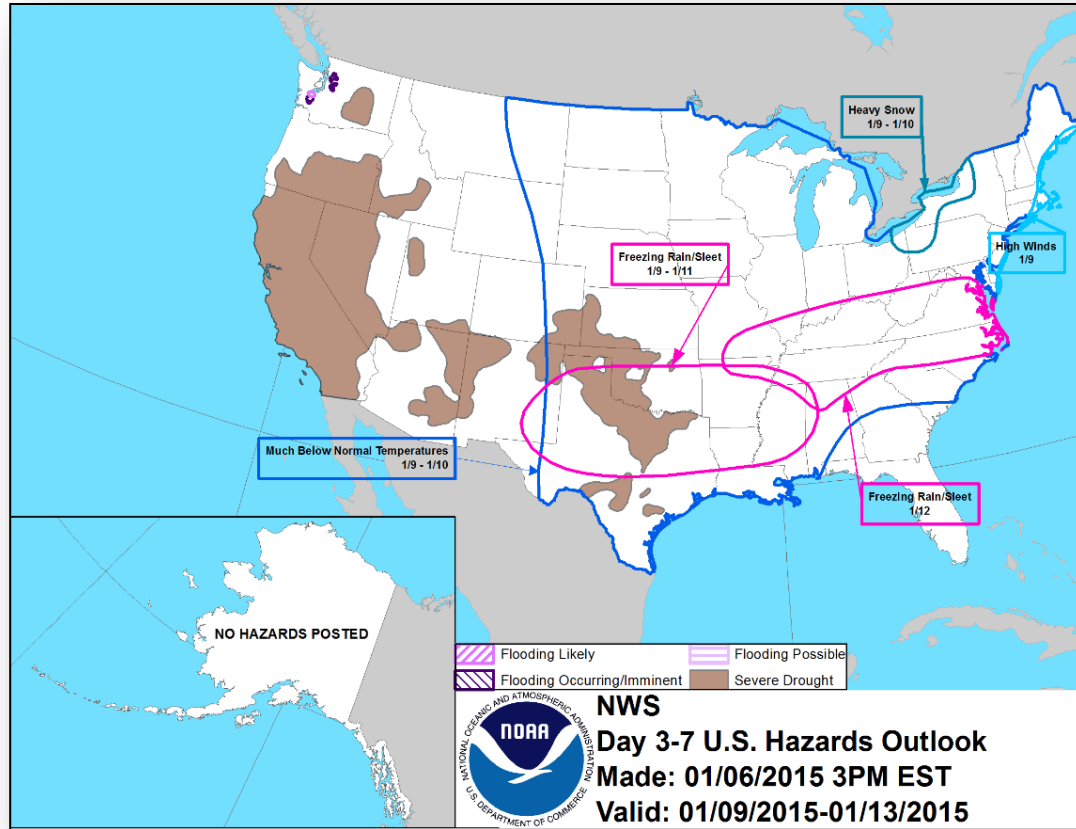 Heavy Snow
1/9 - 1/10
Freezing Rain/Sleet
1/9 - 1/11
High Winds
1/9
Much Below Normal Temperatures
1/9 - 1/10
Freezing Rain/Sleet
1/12
NO HAZARDS POSTED
Flooding Likely
Flooding Possible
Flooding Occurring/Imminent
Severe Drought
NATIONAL OCEANIC AND ATMOSPHERIC ADMINISTRATION
NOAA
U.S. DEPARTMENT OF COMMERCE
NWS
Day 3-7 U.S. Hazards Outlook
Made: 01/06/2015 3PM EST
Valid: 01/09/2015-01/13/2015